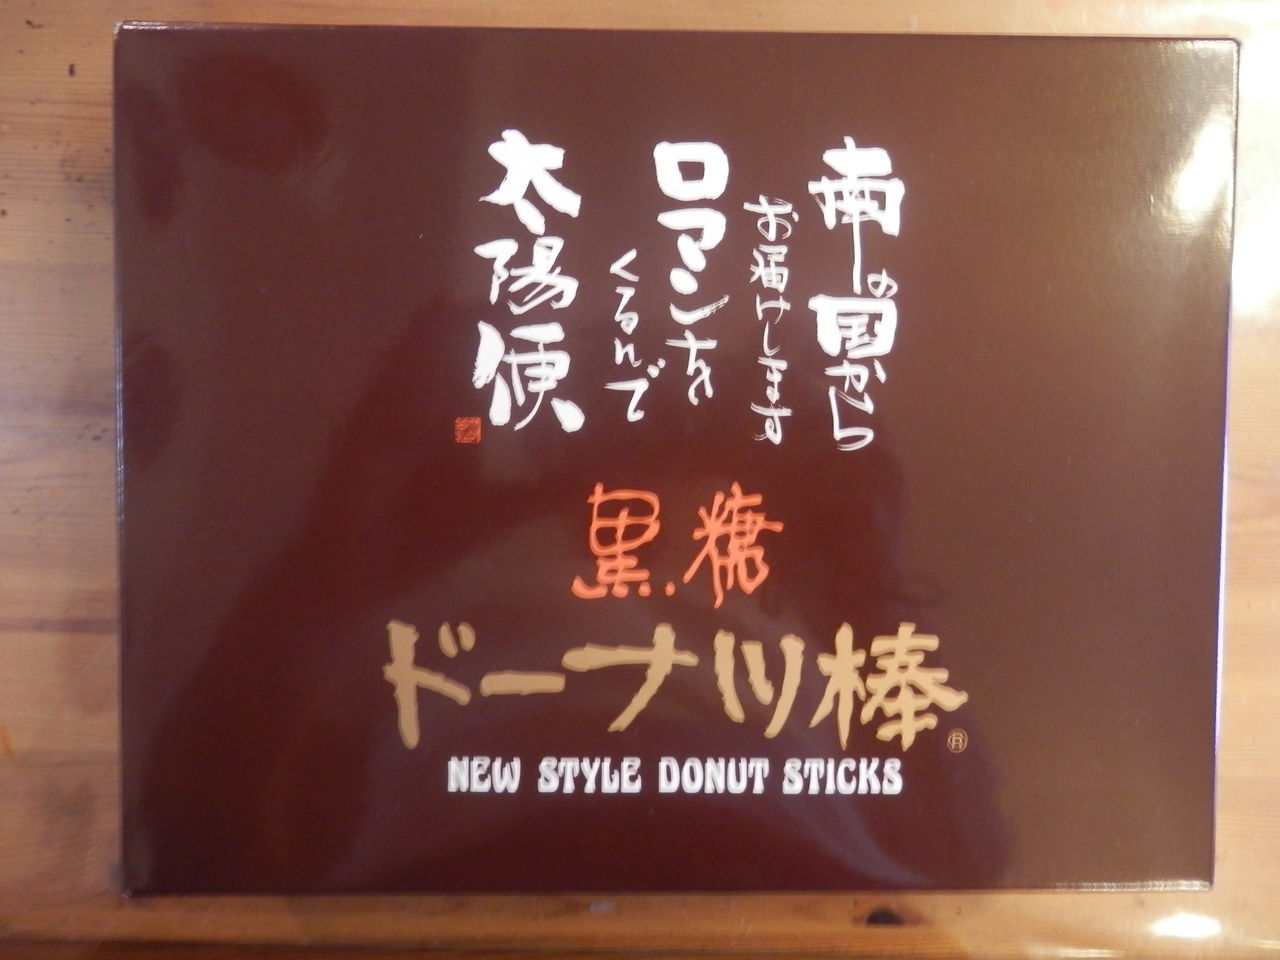 南の国から
お届けします
ロマンを
くるんで
太陽便
黒糖
ドーナツ棒
NEW STYLE DONUT STICKS